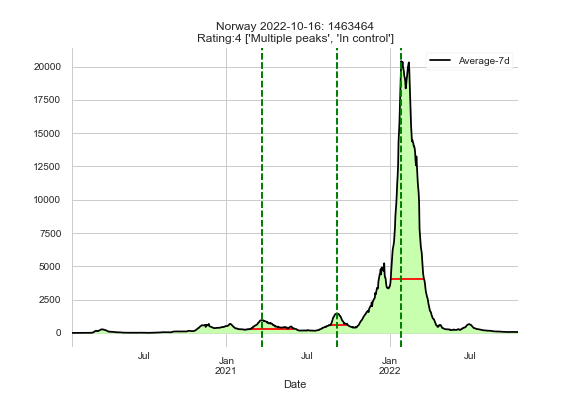 Norway 2022-10-16: 1463464
Rating:4 ['Multiple peaks', 'In control']
Average-7d
20000
17500
15000
12500
10000
7500
5000
2500
0
Jul
Jan
2021
Jul
Jan
2022
Jul
Date